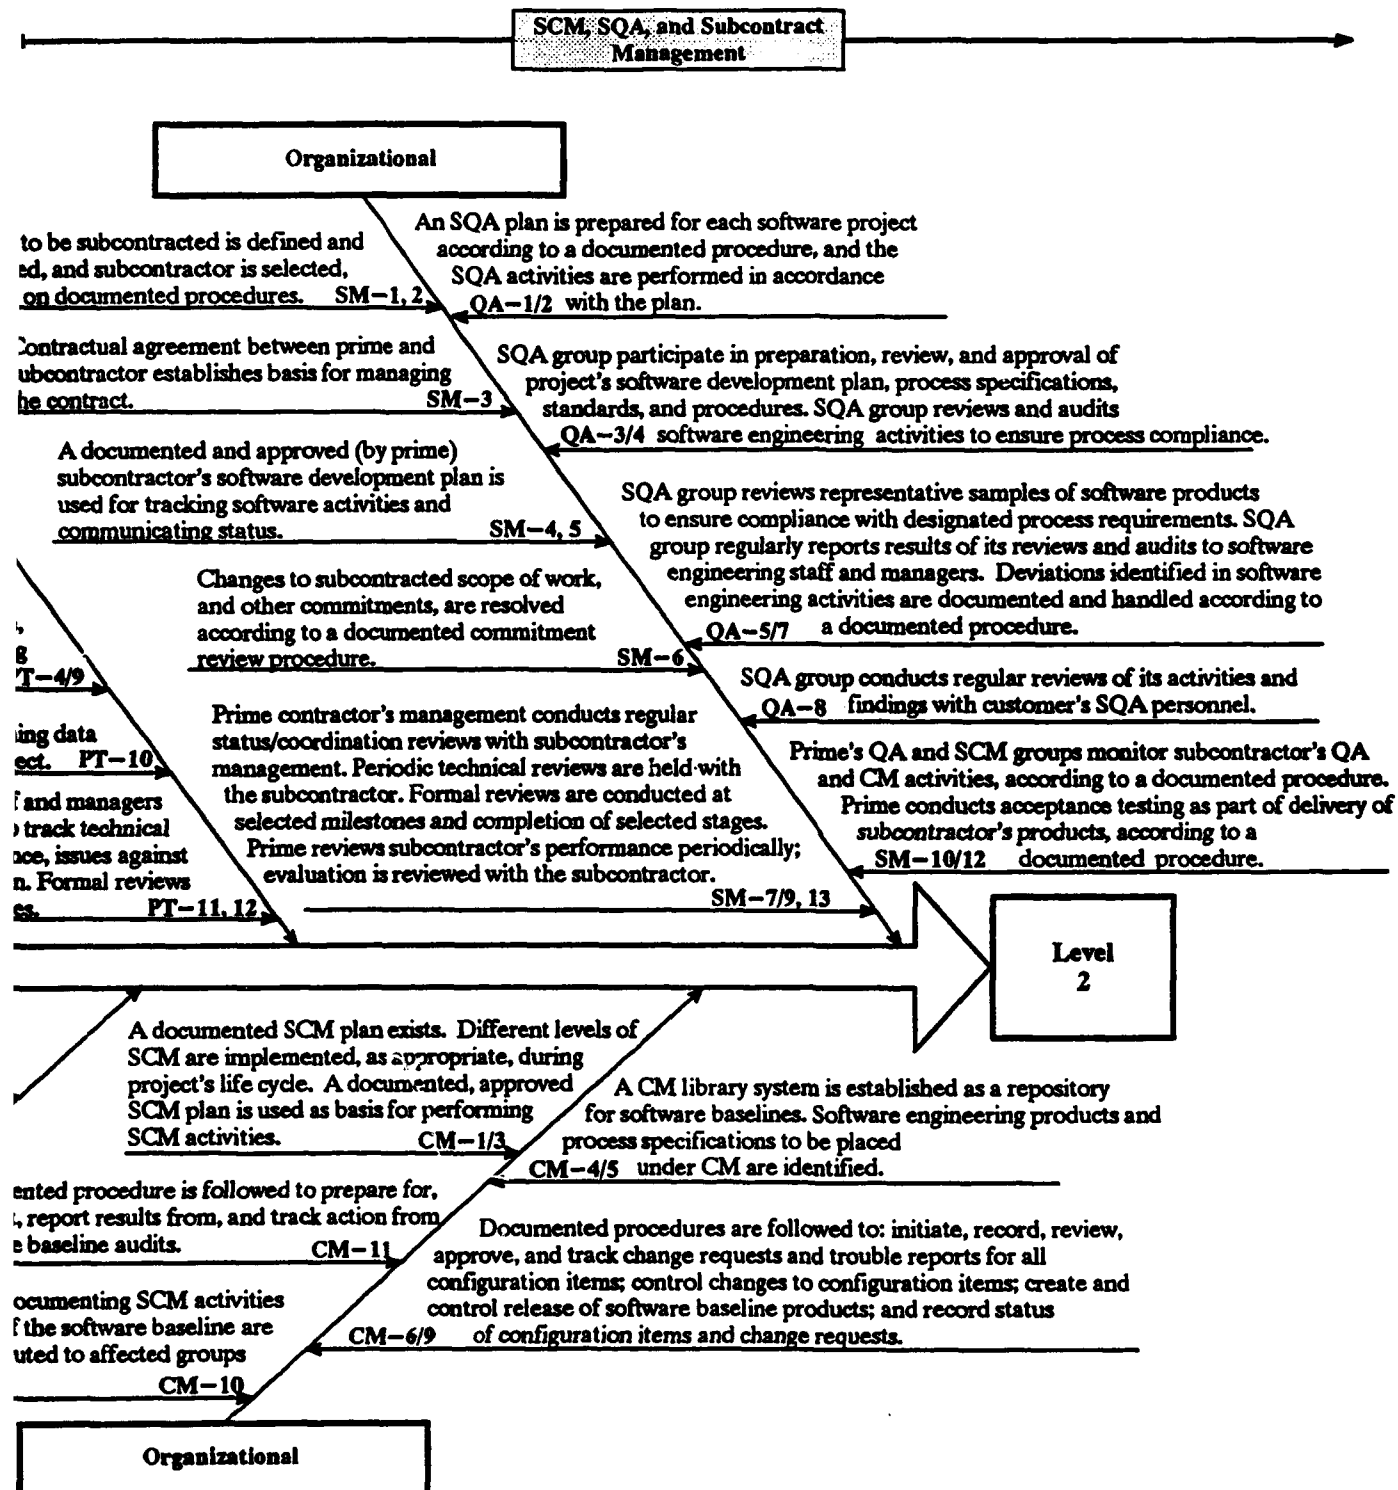 SCM, SQA, and Subcontract
Management
Organizational
to be subcontracted is defined and
ed, and subcontractor is selected,
on documented procedures. SM-1, 2
An SQA plan is prepared for each software project
according to a documented procedure, and the
SQA activities are performed in accordance
QA-1/2 with the plan.
Contractual agreement between prime and
ubcontractor establishes basis for managing
he contract. SM-3
SQA group participate in preparation, review, and approval of
project's software development plan, process specifications,
standards, and procedures. SQA group reviews and audits
QA-3/4 software engineering activities to ensure process compliance.
A documented and approved (by prime)
subcontractor's software development plan is
used for tracking software activities and
communicating status. SM-4, 5
SQA group reviews representative samples of software products
to ensure compliance with designated process requirements. SQA
group regularly reports results of its reviews and audits to software
engineering staff and managers. Deviations identified in software
engineering activities are documented and handled according to
QA-5/7 a documented procedure.
Changes to subcontracted scope of work,
and other commitments, are resolved
according to a documented commitment
review procedure. SM-6
g
PT-4/9
SQA group conducts regular reviews of its activities and
QA-8 findings with customer's SQA personnel.
ing data
ect. PT-10
f and managers
track technical
nce, issues against
n. Formal reviews
es. PT-11, 12
Prime contractor's management conducts regular
status/coordination reviews with subcontractor's
management. Periodic technical reviews are held with
the subcontractor. Formal reviews are conducted at
selected milestones and completion of selected stages.
Prime reviews subcontractor's performance periodically;
evaluation is reviewed with the subcontractor.
SM-7/9, 13
Prime's QA and SCM groups monitor subcontractor's QA
and CM activities, according to a documented procedure.
Prime conducts acceptance testing as part of delivery of
subcontractor's products, according to a
SM-10/12 documented procedure.
Level
2
A documented SCM plan exists. Different levels of
SCM are implemented, as appropriate, during
project's life cycle. A documented, approved
SCM plan is used as basis for performing
SCM activities. CM-1/3
A CM library system is established as a repository
for software baselines. Software engineering products and
process specifications to be placed
CM-4/5 under CM are identified.
ented procedure is followed to prepare for,
, report results from, and track action from
e baseline audits. CM-11
Documented procedures are followed to: initiate, record, review,
approve, and track change requests and trouble reports for all
configuration items; control changes to configuration items; create and
control release of software baseline products; and record status
CM-6/9 of configuration items and change requests.
ocumenting SCM activities
f the software baseline are
uted to affected groups
CM-10
Organizational